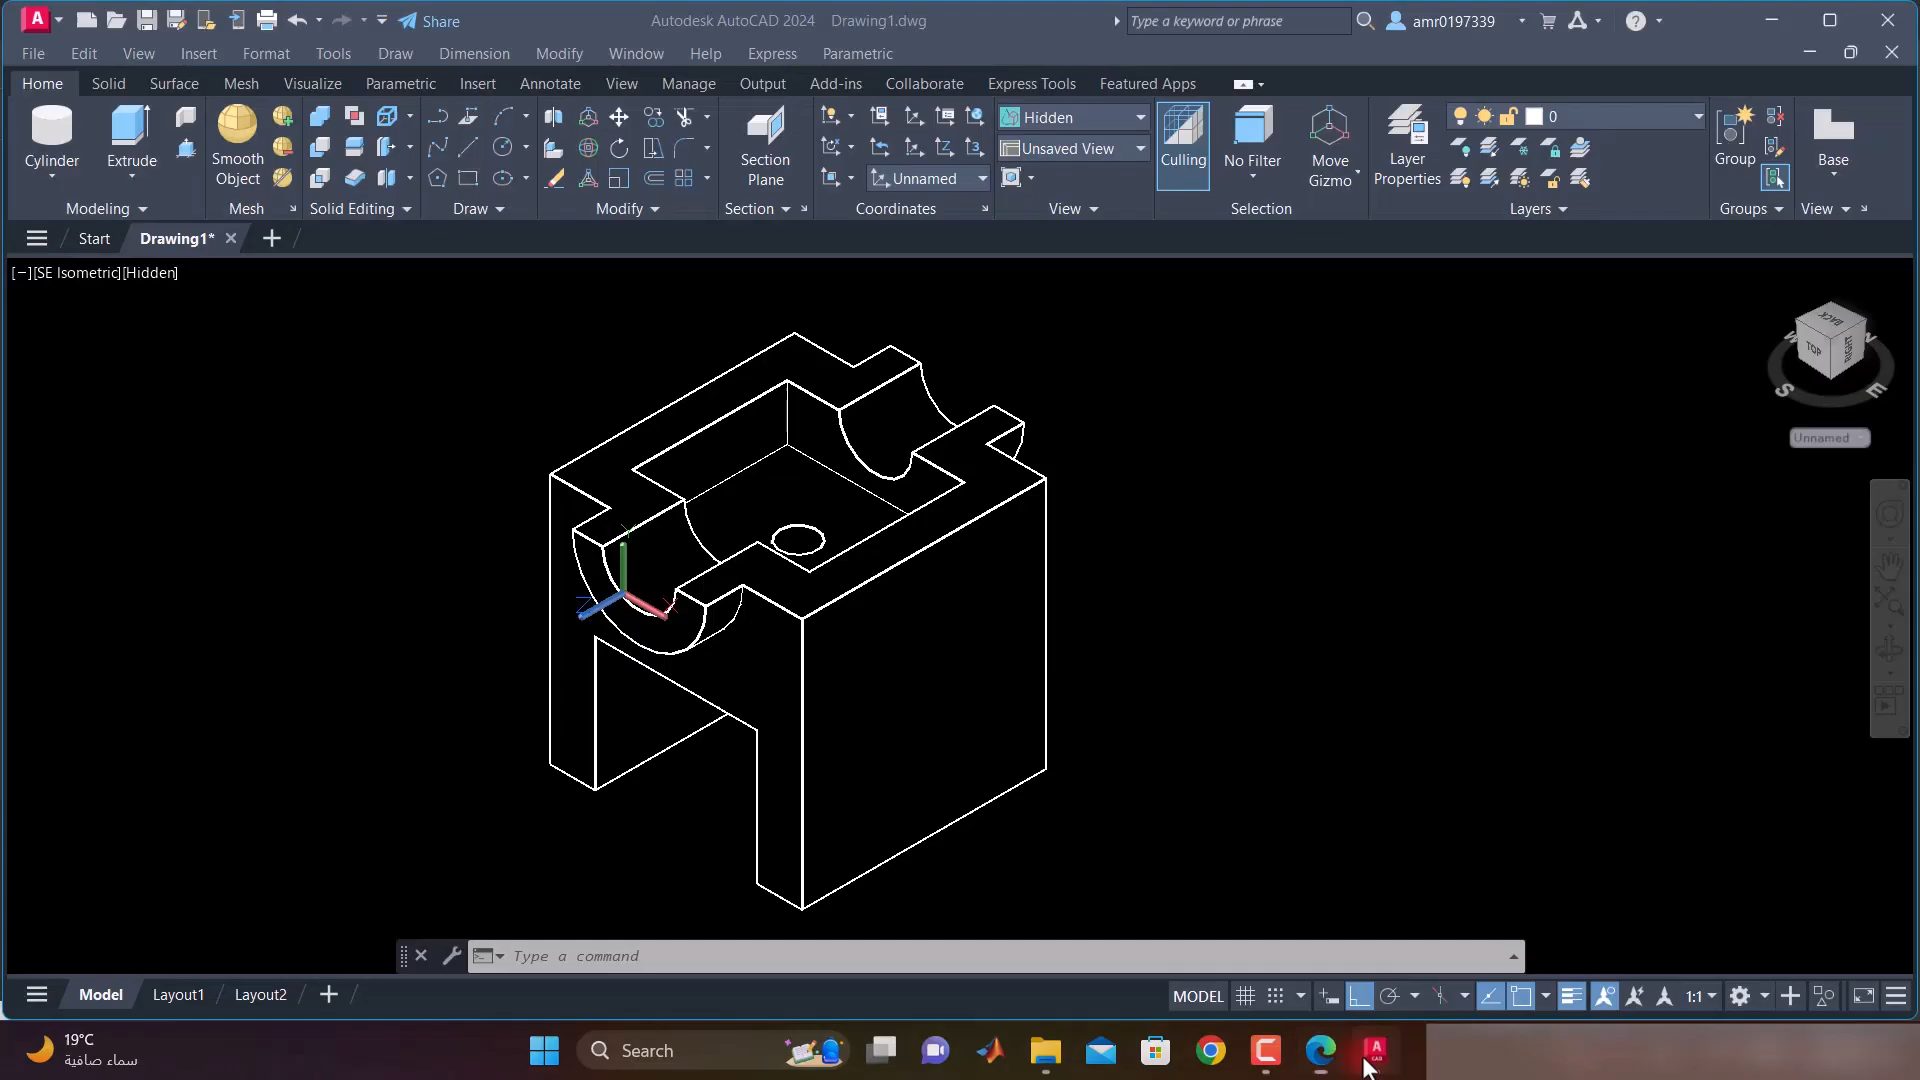 Share
Autodesk AutoCAD 2024 Drawing1.dwg
Type a keyword or phrase
amr0197339
File Edit View Insert Format Tools Draw Dimension Modify Window Help Express Parametric
Home Solid Surface Mesh Visualize Parametric Insert Annotate View Manage Output Add-ins Collaborate Express Tools Featured Apps
Cylinder
Extrude
Smooth
Object
Section
Plane
Unnamed
Hidden
Unsaved View
Culling
No Filter
Move
Gizmo
Layer
Properties
0
Group
Base
Modeling Mesh Solid Editing Draw Modify Section Coordinates View Selection Layers Groups View
Start Drawing1*
[−][SE Isometric][Hidden]
BACK
TOP
RIGHT
W N
S E
Unnamed
Type a command
Model Layout1 Layout2
MODEL 1:1
19°C
سماء صافية
Search